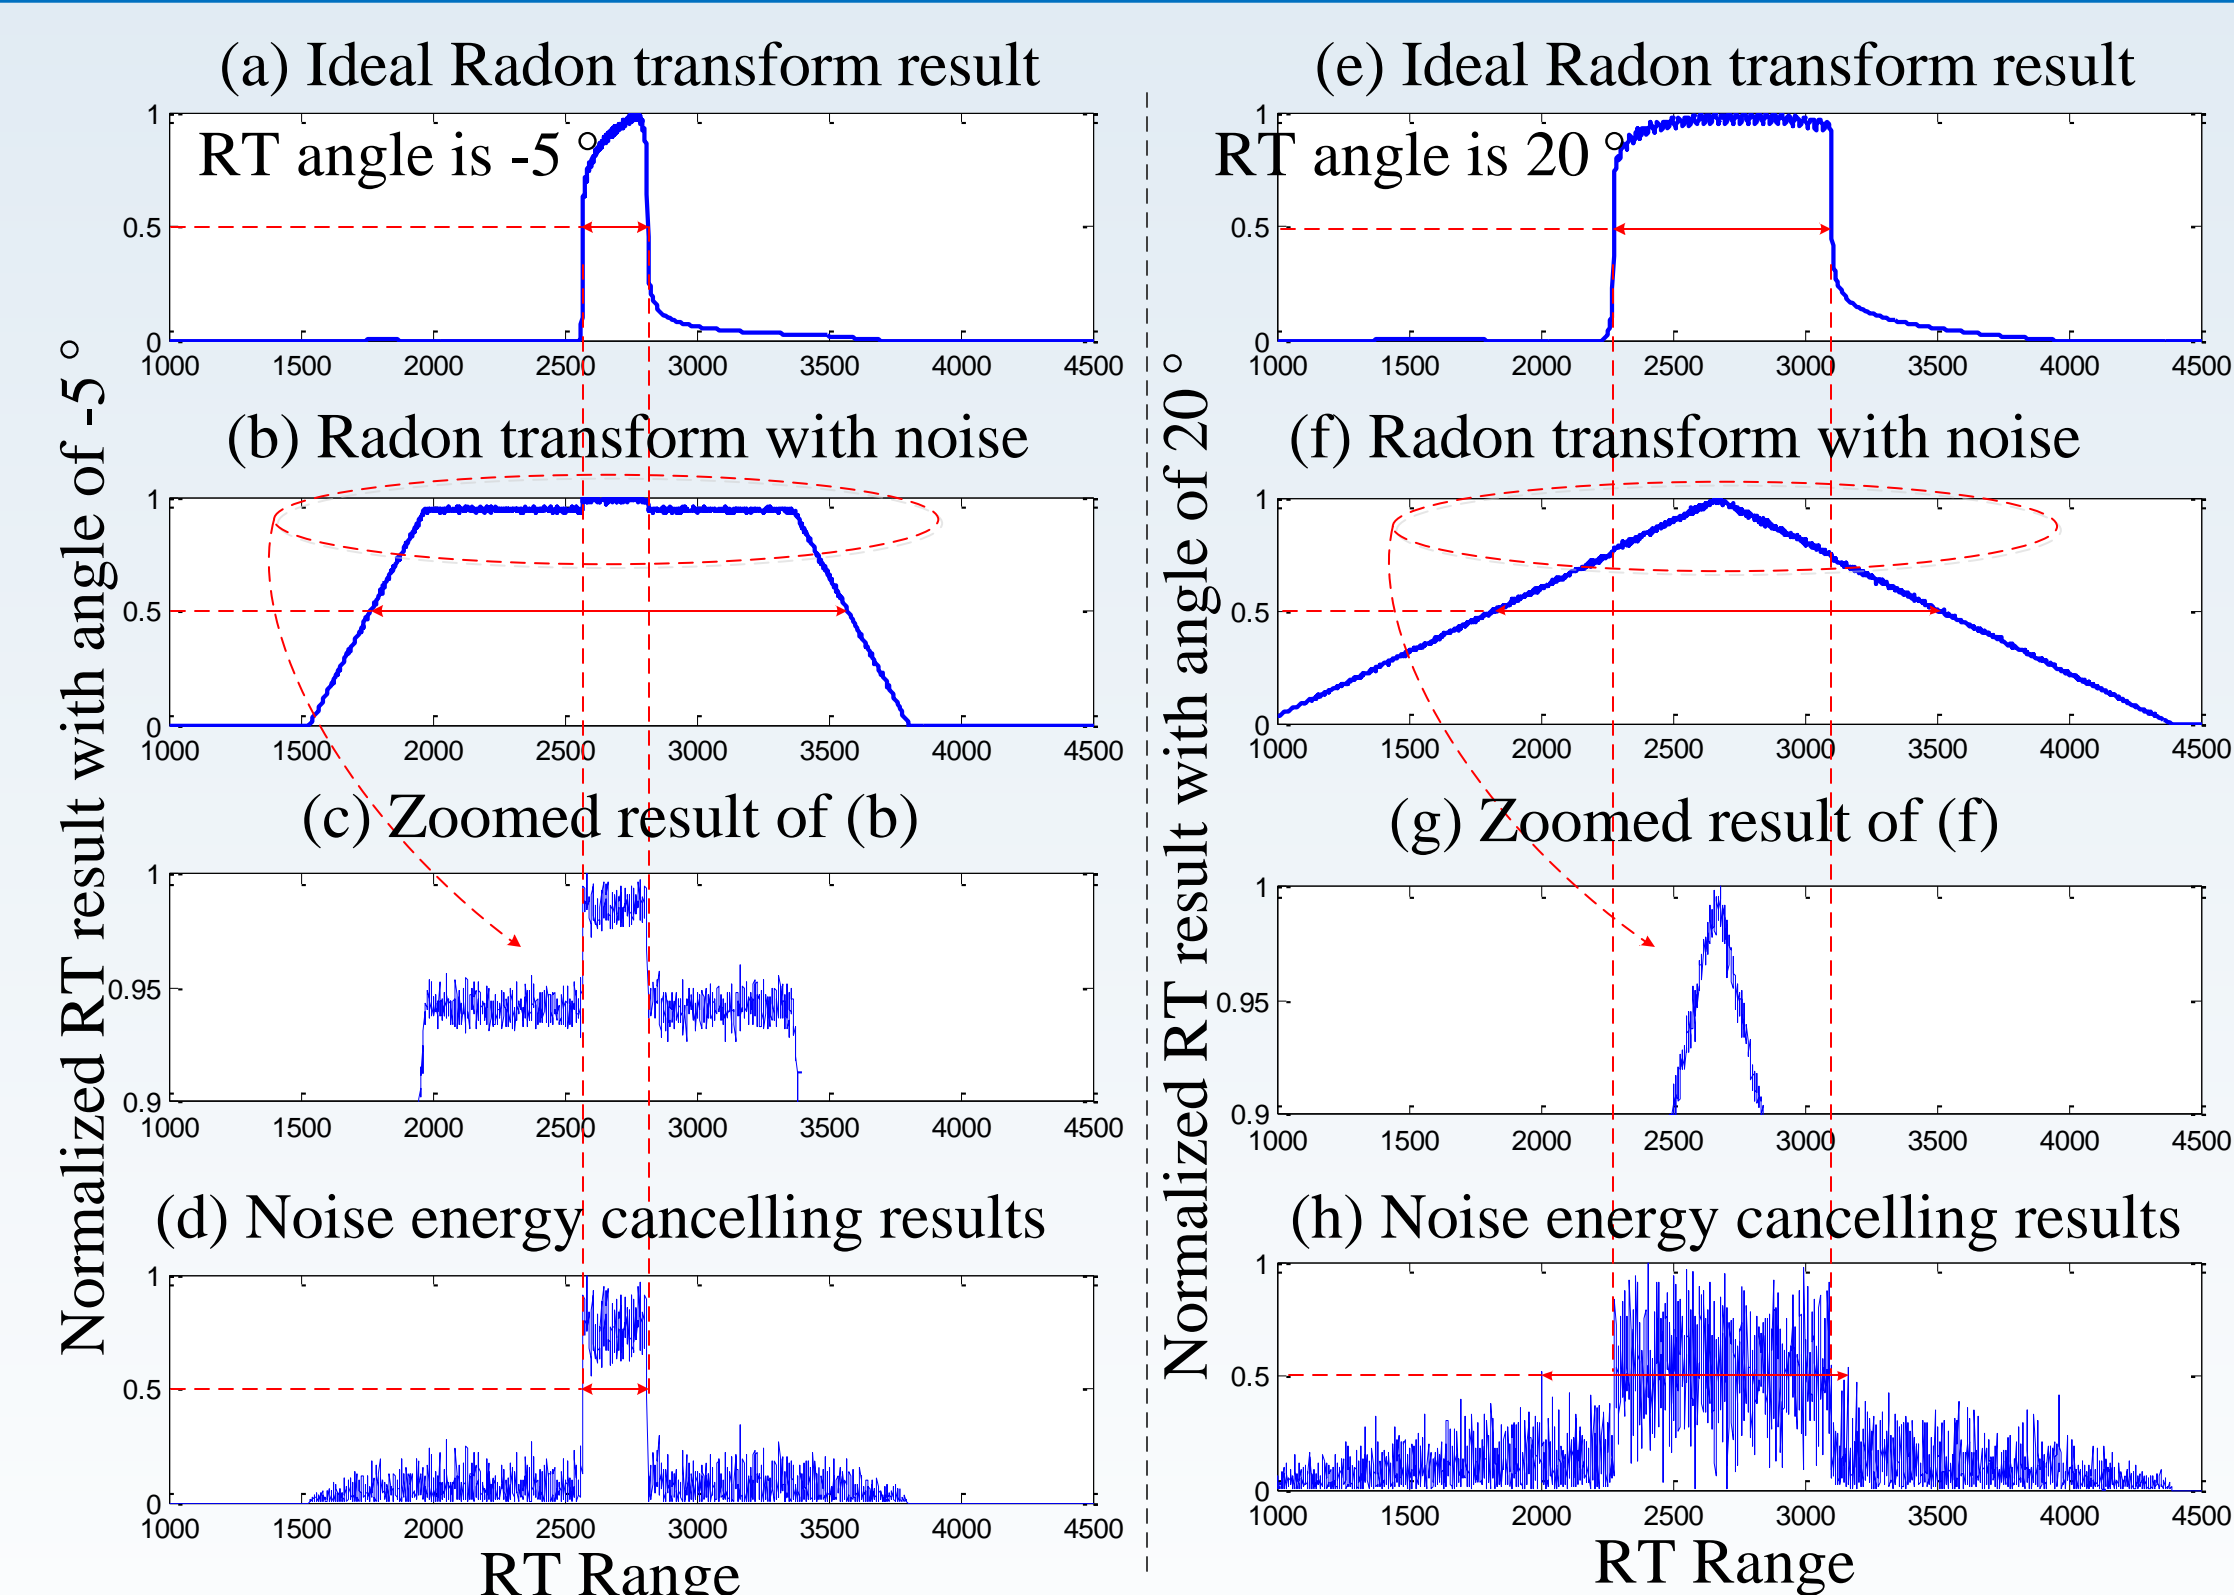 (a) Ideal Radon transform result
RT angle is -5 °
1
0.5
0
1000 1500 2000 2500 3000 3500 4000 4500
(b) Radon transform with noise
1
0.5
0
1000 1500 2000 2500 3000 3500 4000 4500
(c) Zoomed result of (b)
1
0.95
0.9
1000 1500 2000 2500 3000 3500 4000 4500
(d) Noise energy cancelling results
1
0.5
0
1000 1500 2000 2500 3000 3500 4000 4500
RT Range
Normalized RT result with angle of -5 °
(e) Ideal Radon transform result
RT angle is 20 °
1
0.5
0
1000 1500 2000 2500 3000 3500 4000 4500
(f) Radon transform with noise
1
0.5
0
1000 1500 2000 2500 3000 3500 4000 4500
(g) Zoomed result of (f)
1
0.95
0.9
1000 1500 2000 2500 3000 3500 4000 4500
(h) Noise energy cancelling results
1
0.5
0
1000 1500 2000 2500 3000 3500 4000 4500
RT Range
Normalized RT result with angle of 20 °